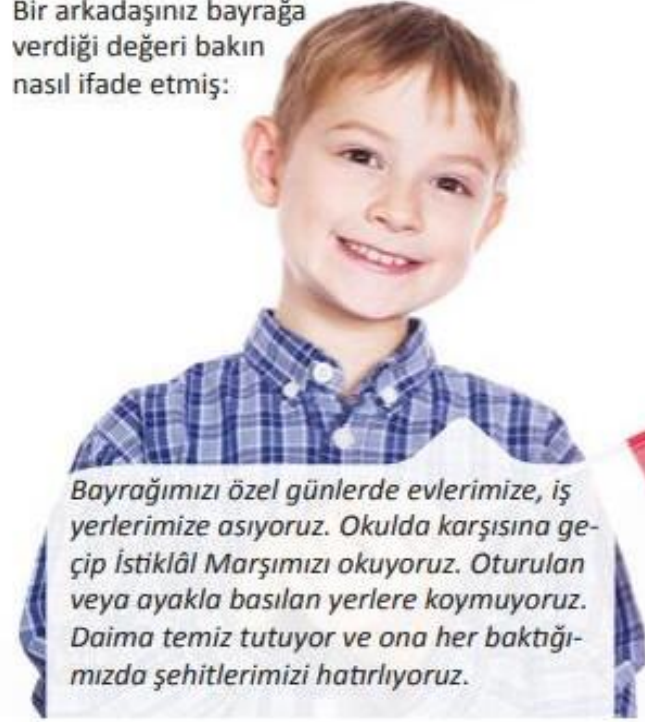 Bir arkadaşınız bayrağa
verdiği değeri bakın
nasıl ifade etmiş:
Bayrağımızı özel günlerde evlerimize, iş
yerlerimize asıyoruz. Okulda karşısına ge-
çip İstiklâl Marşımızı okuyoruz. Oturulan
veya ayakla basılan yerlere koymuyoruz.
Daima temiz tutuyor ve ona her baktığı-
mızda şehitlerimizi hatırlıyoruz.